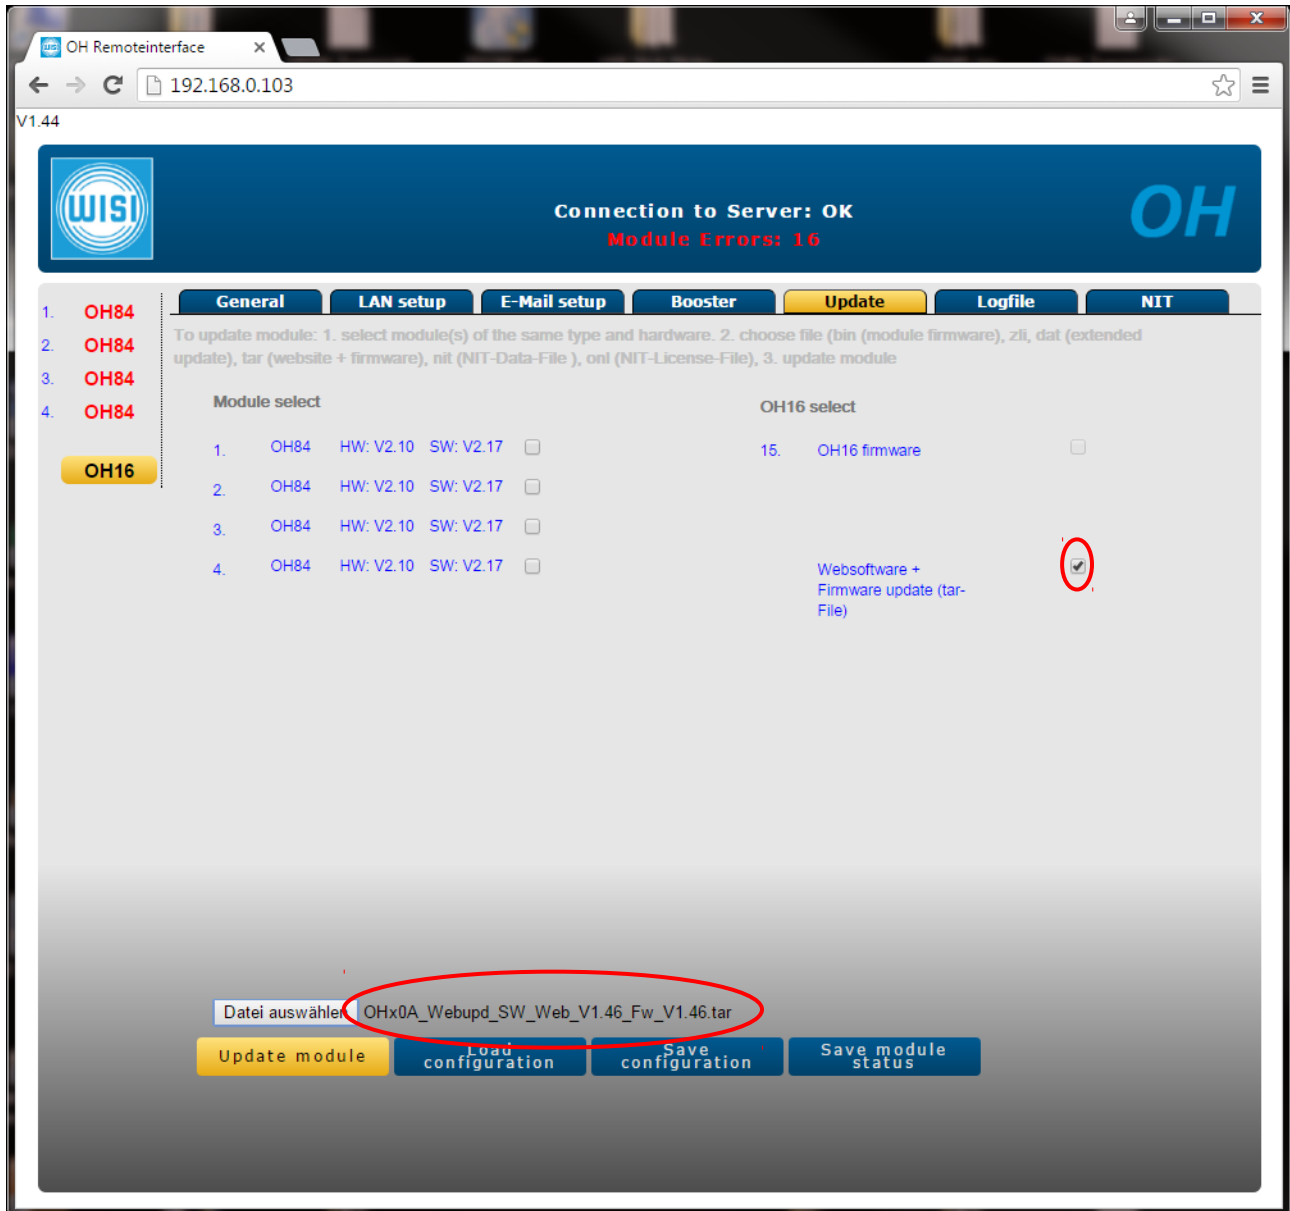 OH Remoteinterface
192.168.0.103
V1.44
WISI
Connection to Server: OK
Module Errors: 16
OH
General LAN setup E-Mail setup Booster Update Logfile NIT
1. OH84
2. OH84
3. OH84
4. OH84
OH16
To update module: 1. select module(s) of the same type and hardware. 2. choose file (bin (module firmware), zli, dat (extended
update), tar (website + firmware), nit (NIT-Data-File ), onl (NIT-License-File), 3. update module
Module select
1. OH84 HW: V2.10 SW: V2.17
2. OH84 HW: V2.10 SW: V2.17
3. OH84 HW: V2.10 SW: V2.17
4. OH84 HW: V2.10 SW: V2.17
OH16 select
15. OH16 firmware
Websoftware +
Firmware update (tar-
File)
Datei auswählen OHx0A_Webupd_SW_Web_V1.46_Fw_V1.46.tar
Update module
Load
configuration
Save
configuration
Save module
status